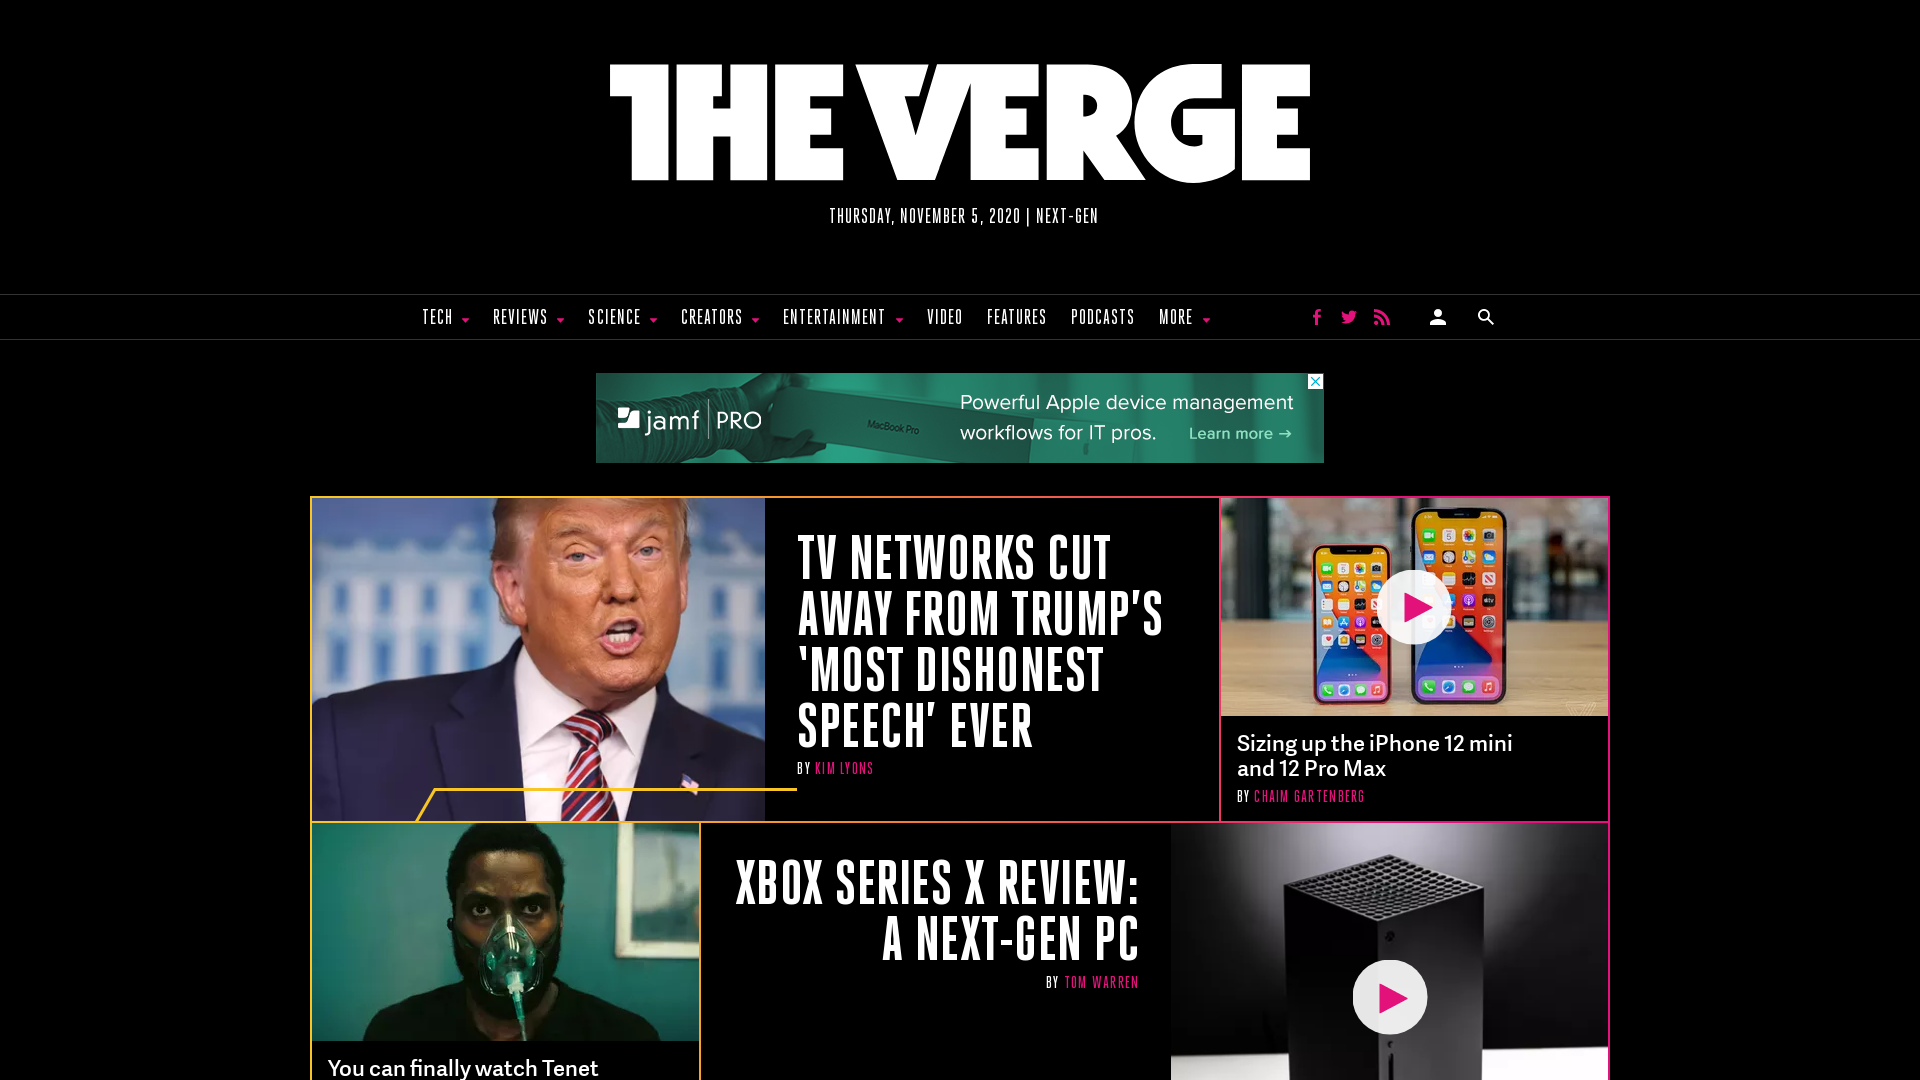 THE VERGE
THURSDAY, NOVEMBER 5, 2020 | NEXT-GEN
TECH REVIEWS SCIENCE CREATORS ENTERTAINMENT VIDEO FEATURES PODCASTS MORE
jamf PRO
MacBook Pro
Powerful Apple device management
workflows for IT pros. Learn more →
TV NETWORKS CUT
AWAY FROM TRUMP'S
'MOST DISHONEST
SPEECH' EVER
BY KIM LYONS
Sizing up the iPhone 12 mini
and 12 Pro Max
BY CHAIM GARTENBERG
You can finally watch Tenet
XBOX SERIES X REVIEW:
A NEXT-GEN PC
BY TOM WARREN